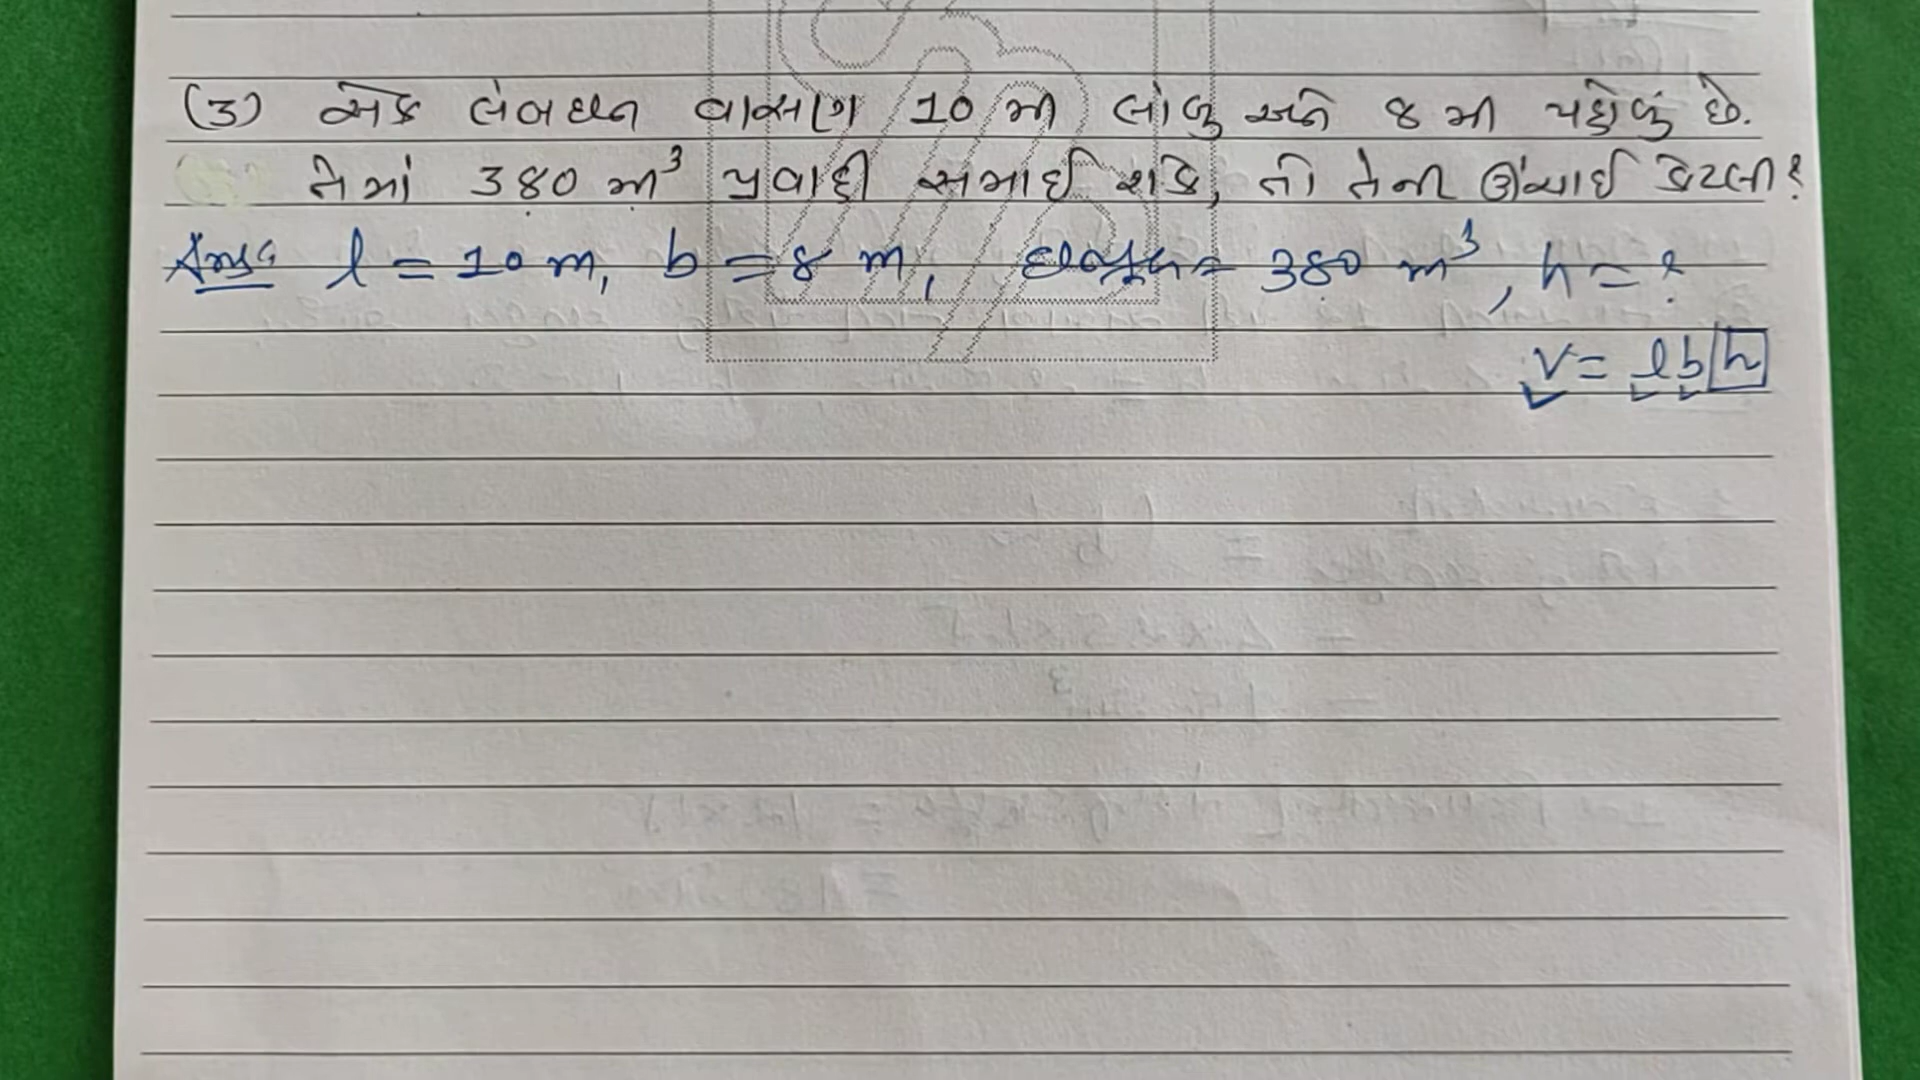 (3) એક લંબઘન વાસણ 10 મી લાંબુ અને 8 મી પહોળું છે.
તેમાં 380 મી³ પ્રવાહી સમાઈ શકે, તો તેની ઊંચાઈ કેટલી?
Ans: l = 10 m, b = 8 m, ઘનફળ = 380 m³, h = ?
V = lbh